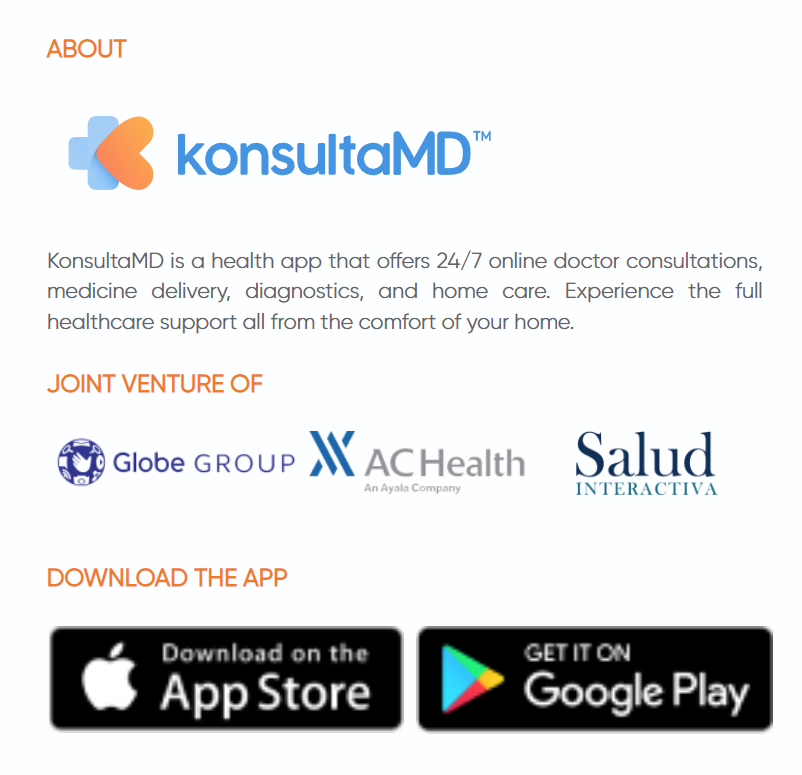 ABOUT
konsultaMD™
KonsultaMD is a health app that offers 24/7 online doctor consultations,
medicine delivery, diagnostics, and home care. Experience the full
healthcare support all from the comfort of your home.
JOINT VENTURE OF
Globe GROUP
AC Health
An Ayala Company
Salud
INTERACTIVA
DOWNLOAD THE APP
Download on the
App Store
GET IT ON
Google Play